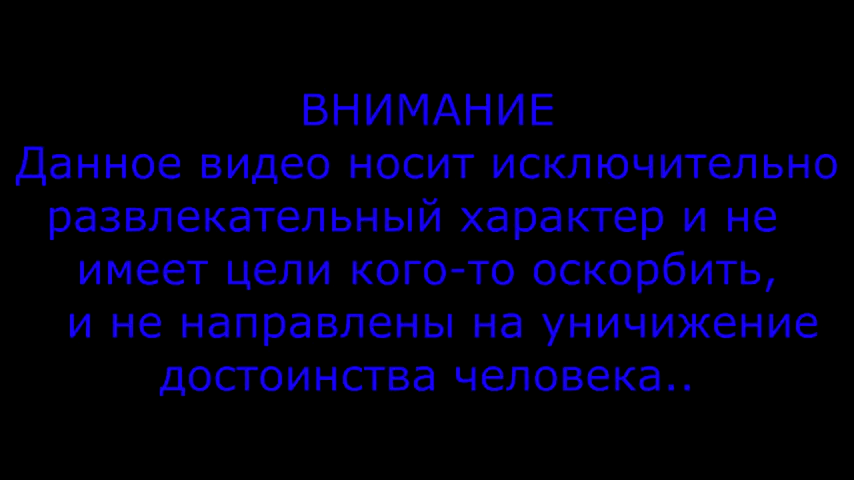 ВНИМАНИЕ
Данное видео носит исключительно
развлекательный характер и не
имеет цели кого-то оскорбить,
и не направлены на уничижение
достоинства человека..